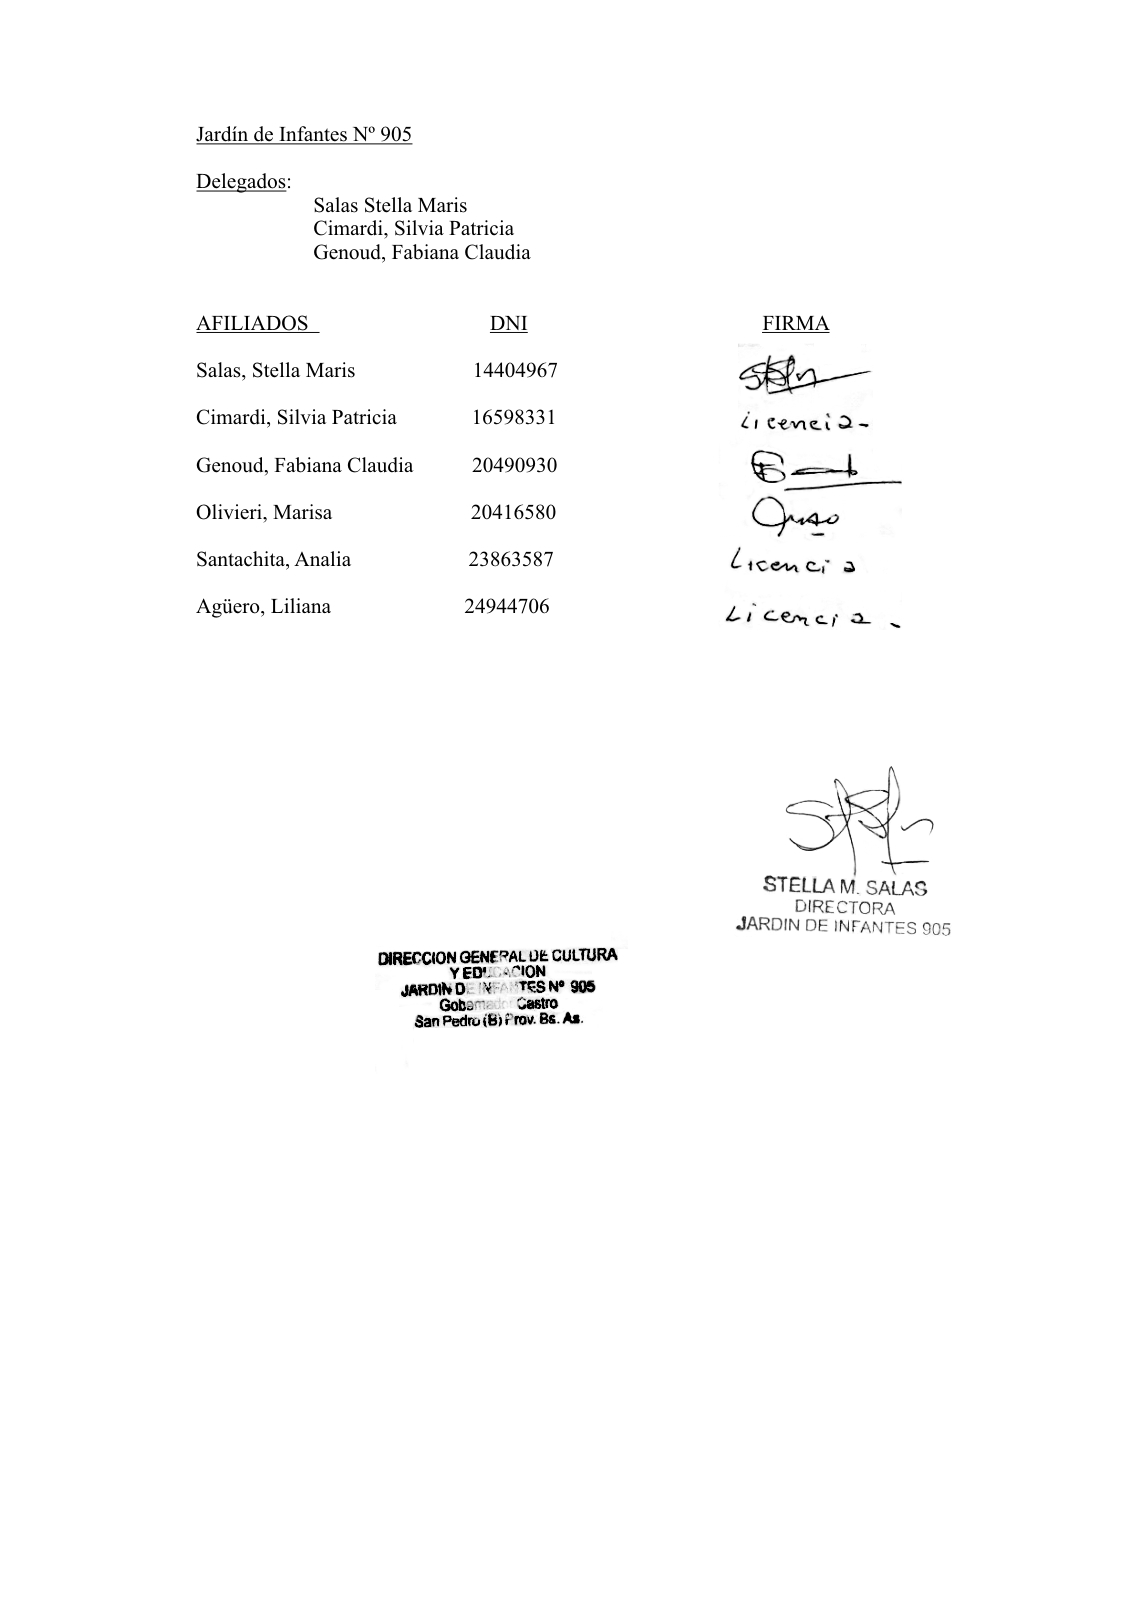 Jardín de Infantes Nº 905
Delegados:
Salas Stella Maris
Cimardi, Silvia Patricia
Genoud, Fabiana Claudia
AFILIADOS DNI FIRMA
Salas, Stella Maris 14404967
Cimardi, Silvia Patricia 16598331 Licencia-
Genoud, Fabiana Claudia 20490930
Olivieri, Marisa 20416580
Santachita, Analia 23863587 Licencia
Agüero, Liliana 24944706 Licencia -
STELLA M. SALAS
DIRECTORA
JARDIN DE INFANTES 905
DIRECCION GENERAL DE CULTURA
Y EDUCACION
JARDIN DE INFANTES Nº 905
Gobernador Castro
San Pedro (B) Prov. Bs. As.